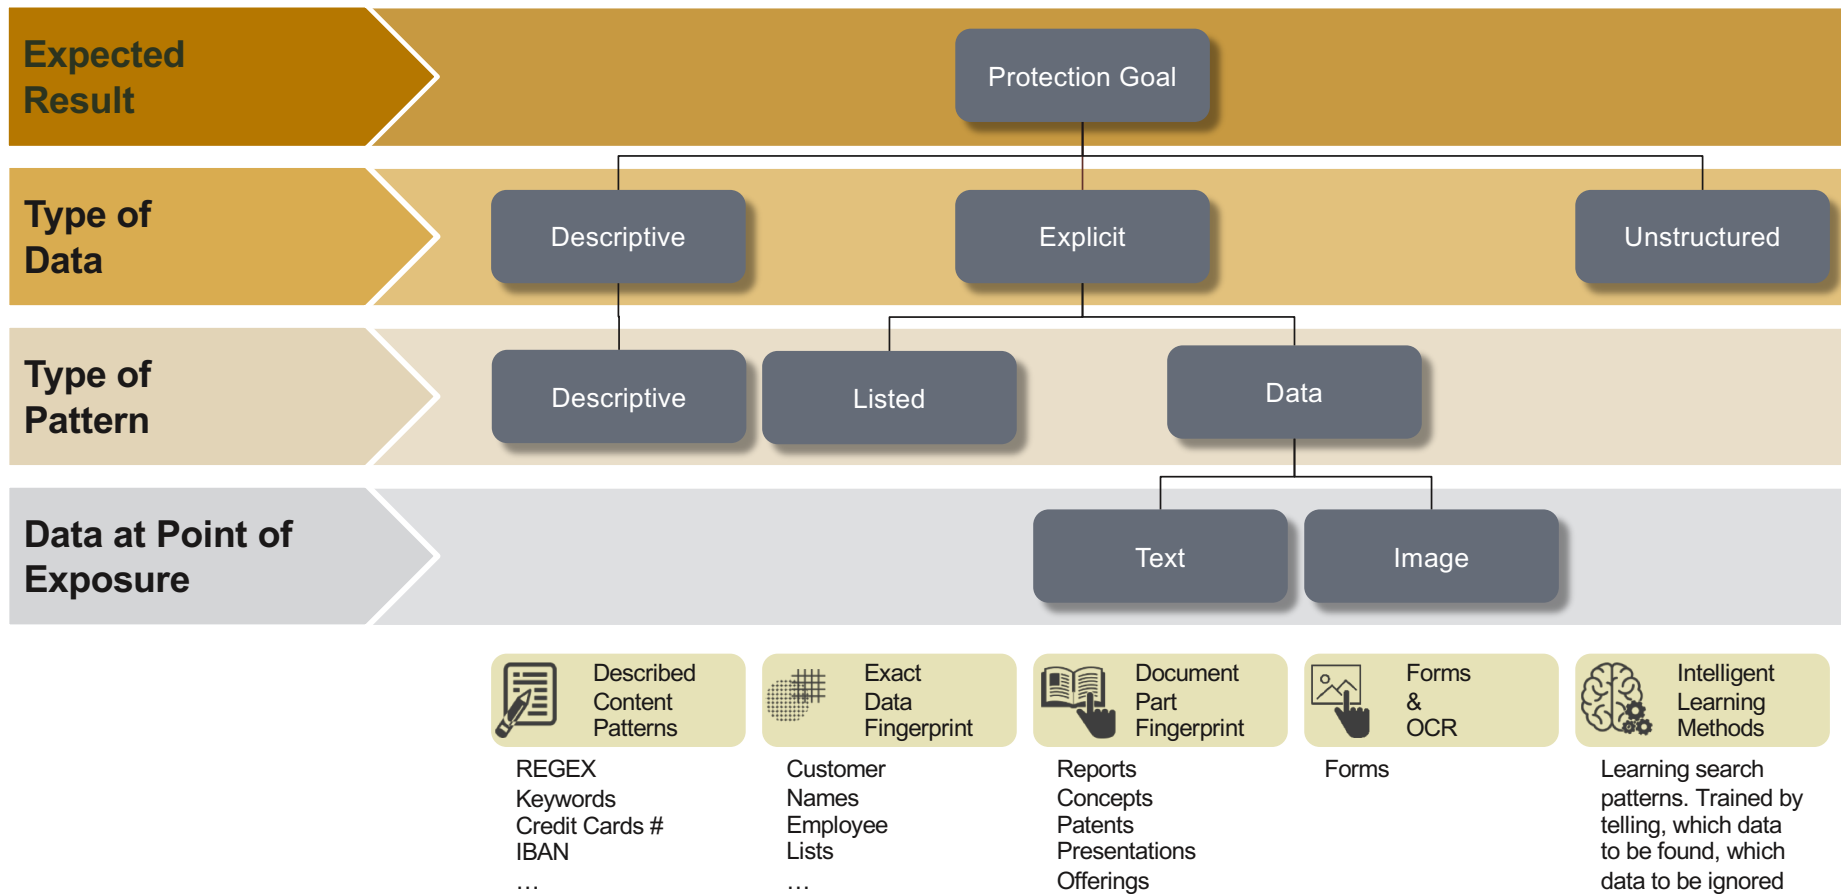 Expected
Result
Protection Goal
Type of
Data
Descriptive
Explicit
Unstructured
Type of
Pattern
Descriptive
Listed
Data
Data at Point of
Exposure
Text
Image
Described
Content
Patterns
REGEX
Keywords
Credit Cards #
IBAN
…
Exact
Data
Fingerprint
Customer
Names
Employee
Lists
…
Document
Part
Fingerprint
Reports
Concepts
Patents
Presentations
Offerings
Forms
&
OCR
Forms
Intelligent
Learning
Methods
Learning search
patterns. Trained by
telling, which data
to be found, which
data to be ignored